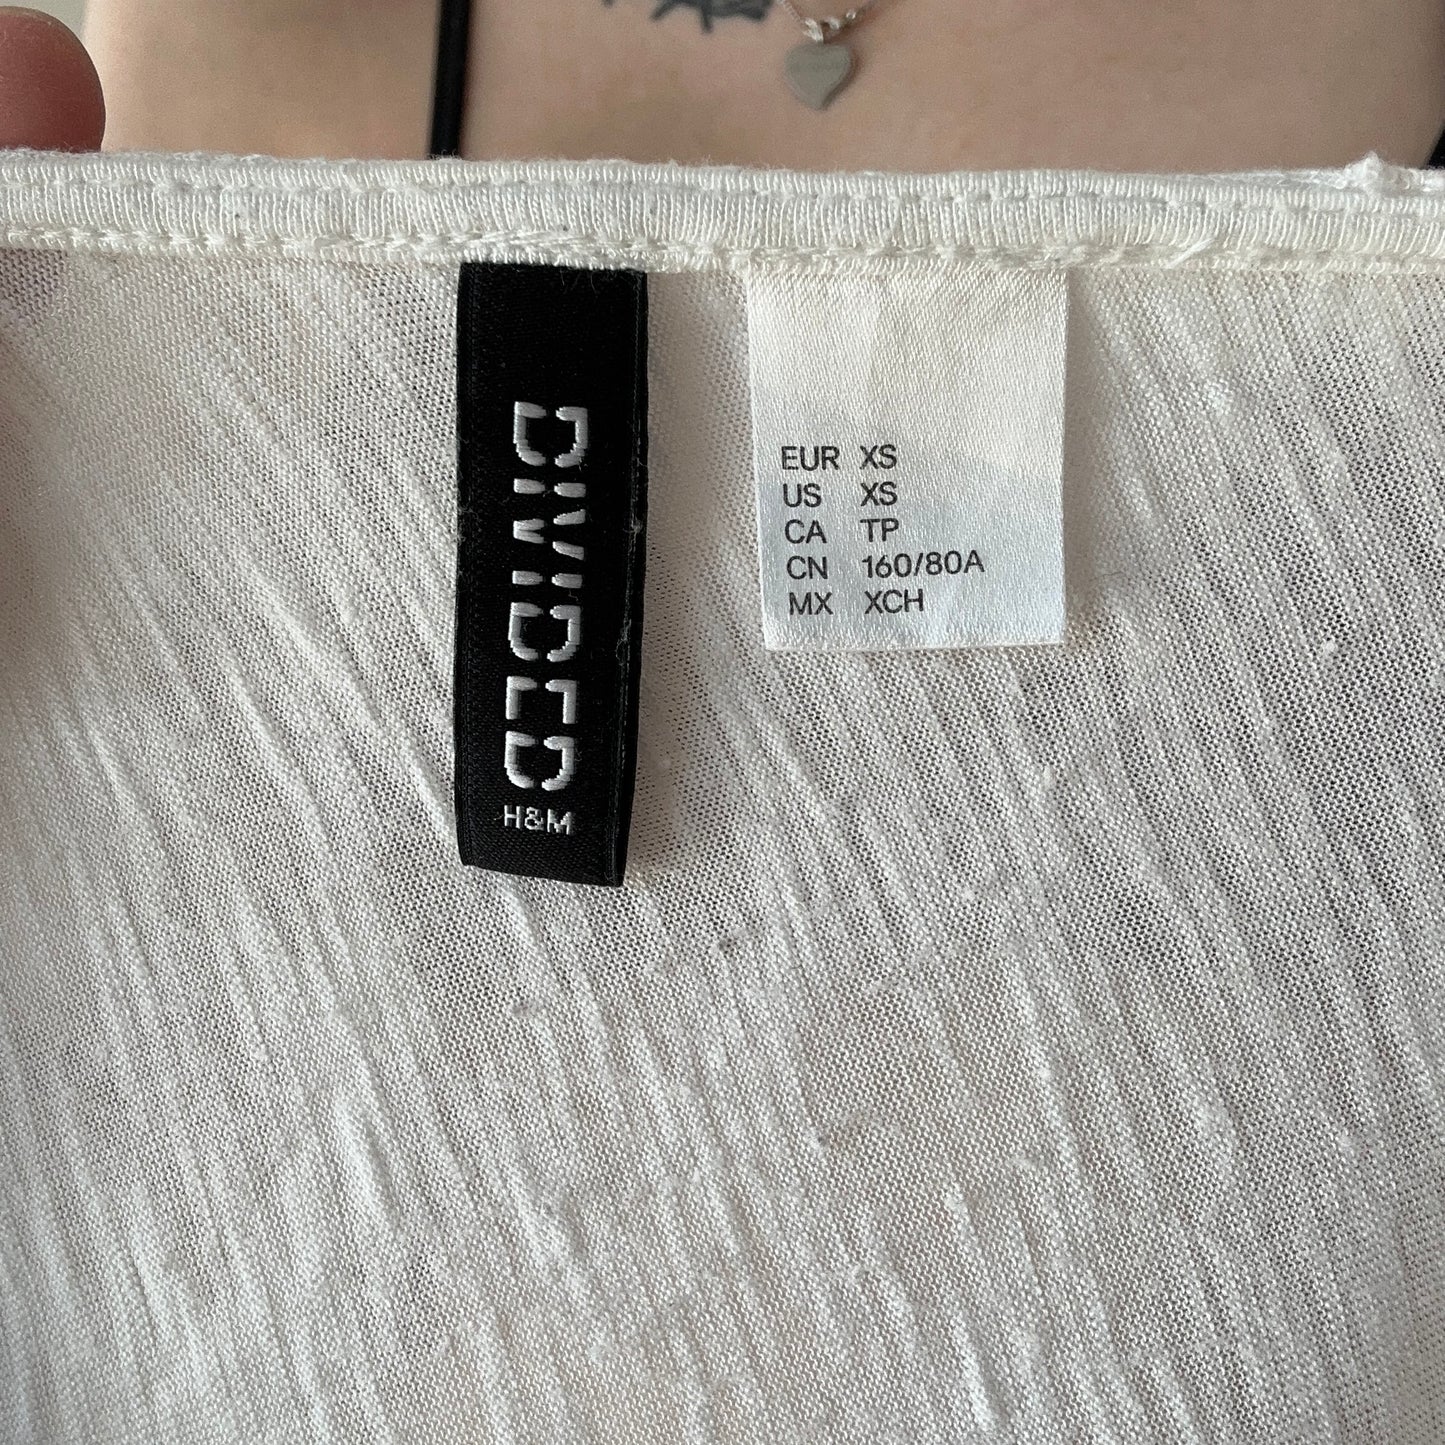 DIVIDED
H&M
EUR XS
US XS
CA TP
CN 160/80A
MX XCH